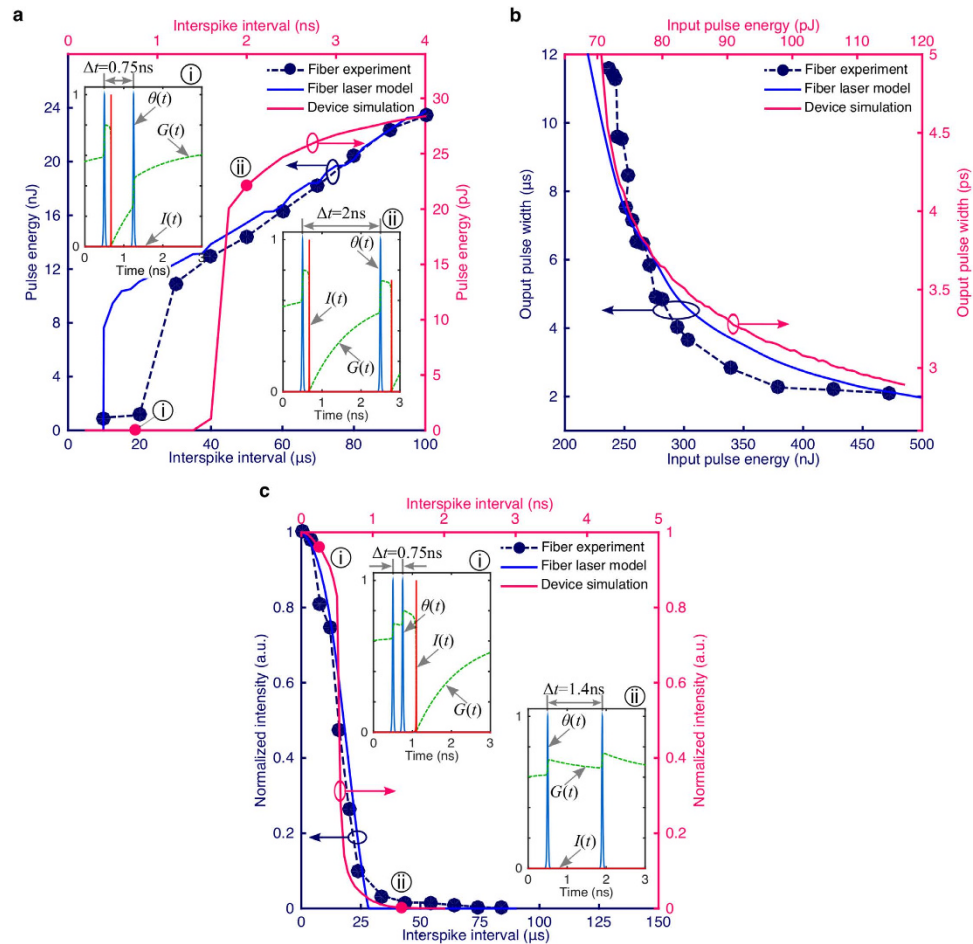 a
Interspike interval (ns)
0 1 2 3 4
Δt=0.75ns
i
Fiber experiment
Fiber laser model
Device simulation
θ(t)
G(t)
I(t)
1
0
0 1 2 3
Time (ns)
ii
Δt=2ns
ii
θ(t)
I(t)
G(t)
1
0
0 1 2 3
Time (ns)
i
Pulse energy (nJ)
24
20
16
12
8
4
0
Pulse energy (pJ)
35
30
25
20
15
10
5
0
0 20 40 60 80 100
Interspike interval (µs)
b
Input pulse energy (pJ)
70 80 90 100 110 120
Fiber experiment
Fiber laser model
Device simulation
Ouput pulse width (µs)
12
10
8
6
4
2
Ouput pulse width (ps)
5
4.5
4
3.5
3
200 250 300 350 400 450 500
Input pulse energy (nJ)
c
Interspike interval (ns)
0 1 2 3 4 5
Fiber experiment
Fiber laser model
Device simulation
i
Δt=0.75ns
i
θ(t)
I(t)
G(t)
1
0
0 1 2 3
Time (ns)
Δt=1.4ns
ii
θ(t)
G(t)
I(t)
1
0
0 1 2 3
Time (ns)
ii
Normalized intensity (a.u.)
1
0.8
0.6
0.4
0.2
0
Normalized intensity (a.u.)
1
0.8
0.6
0.4
0.2
0
0 25 50 75 100 125 150
Interspike interval (µs)